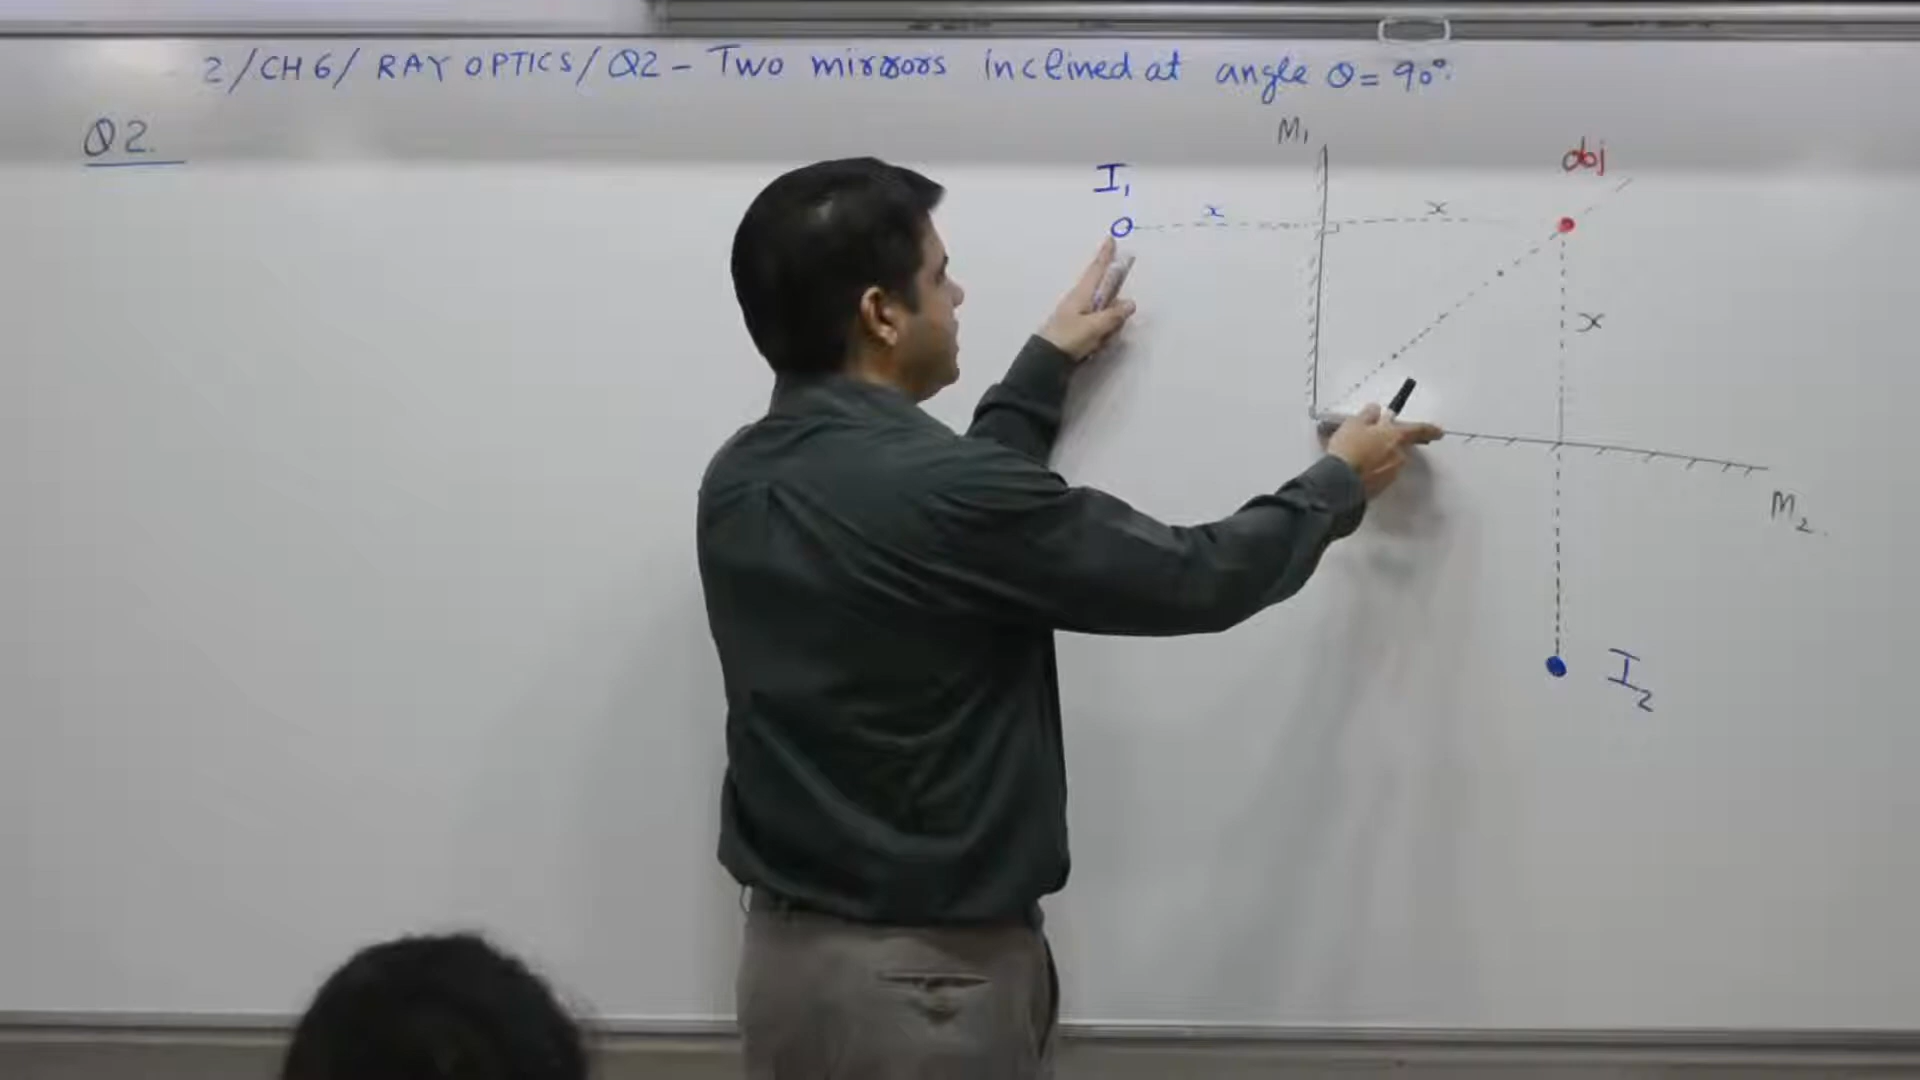 2/CH6/ RAY OPTICS/Q2 - Two mirrors inclined at angle θ = 90°.
Q2.
M₁
obj
I₁
x
x
x
M₂
I₂